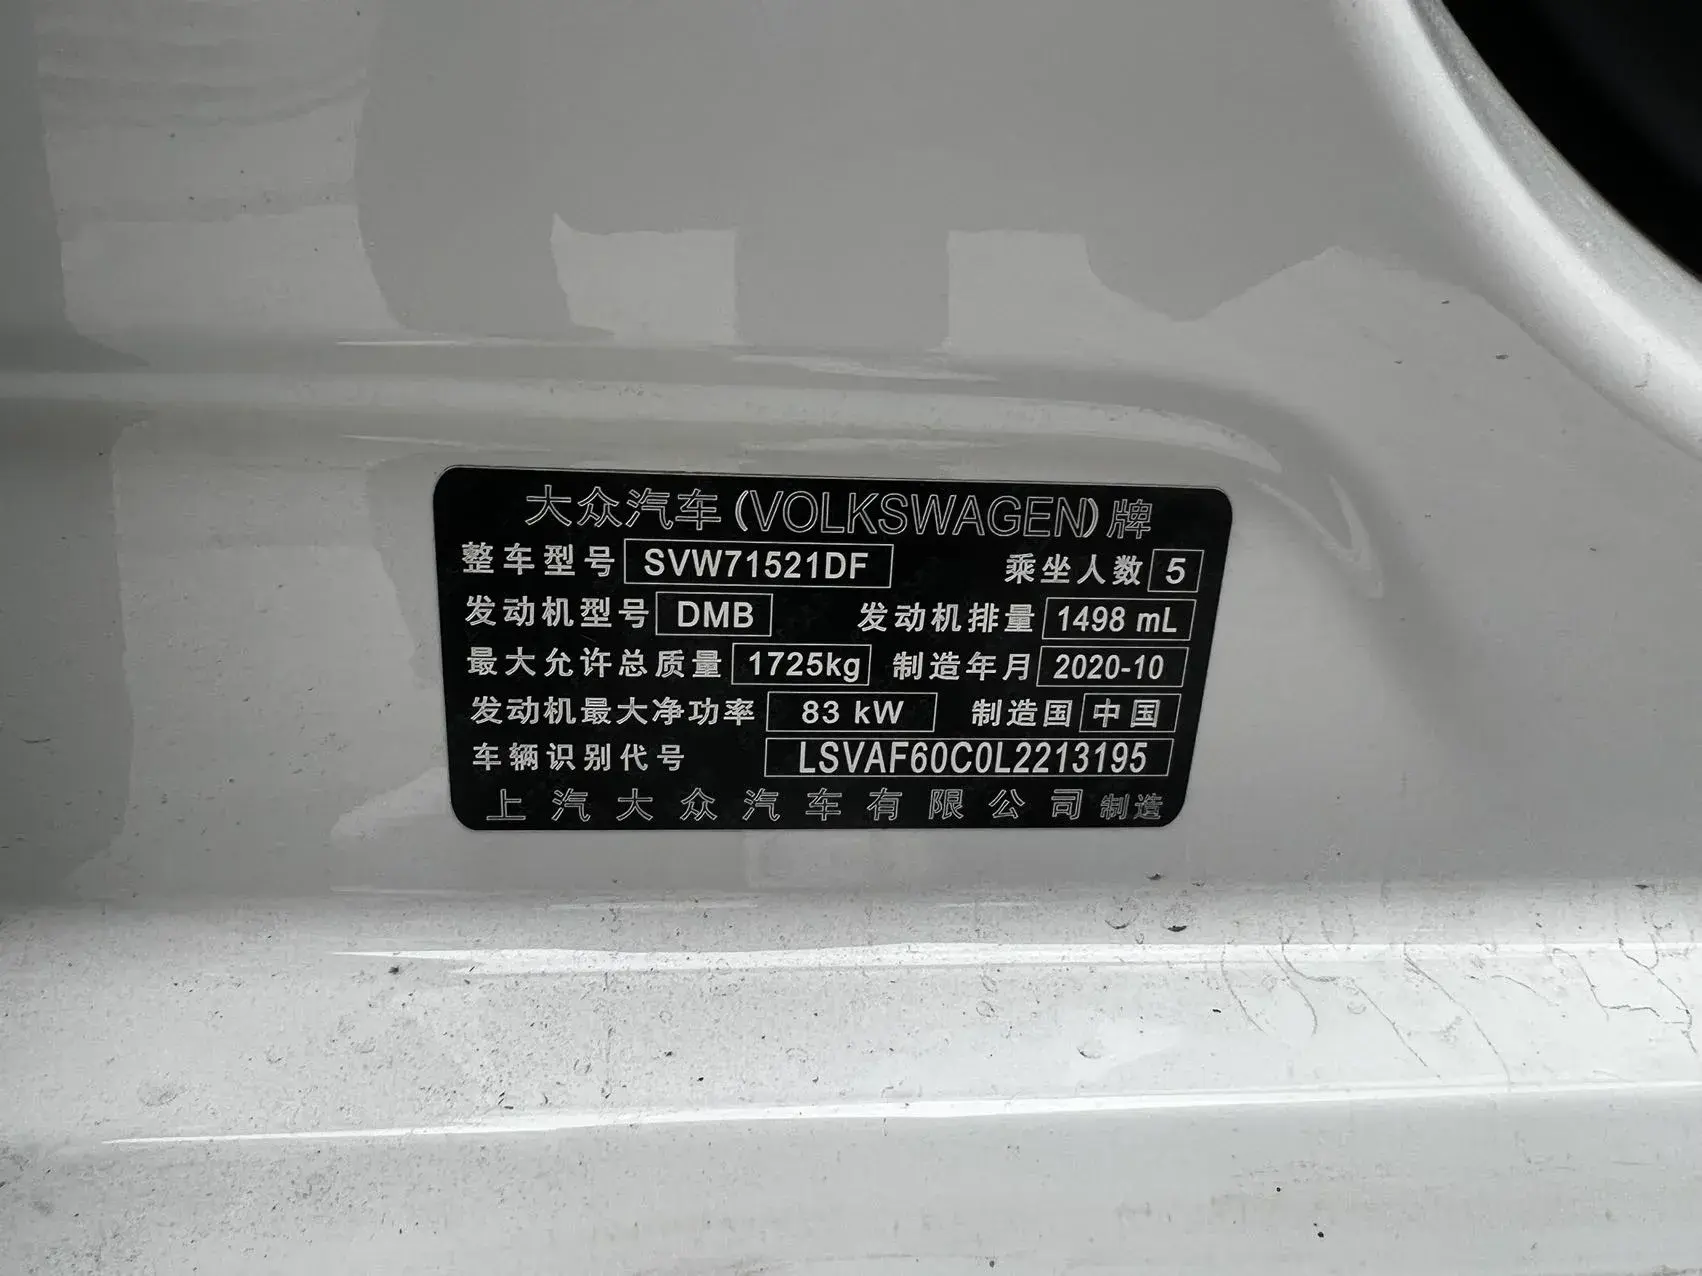 大众汽车(VOLKSWAGEN)牌
整车型号 SVW71521DF 乘坐人数 5
发动机型号 DMB 发动机排量 1498 mL
最大允许总质量 1725kg 制造年月 2020-10
发动机最大净功率 83 kW 制造国 中国
车辆识别代号 LSVAF60C0L2213195
上汽大众汽车有限公司制造